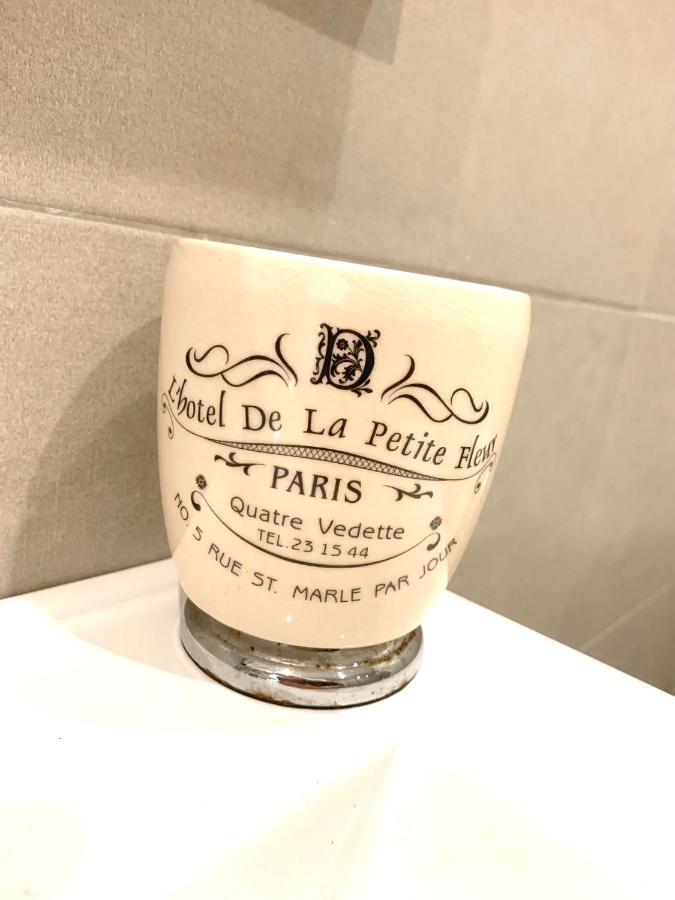 D
L'hotel De La Petite Fleur
PARIS
Quatre Vedette
TEL.23 15 44
NO. 5 RUE ST. MARLE PAR JOUR